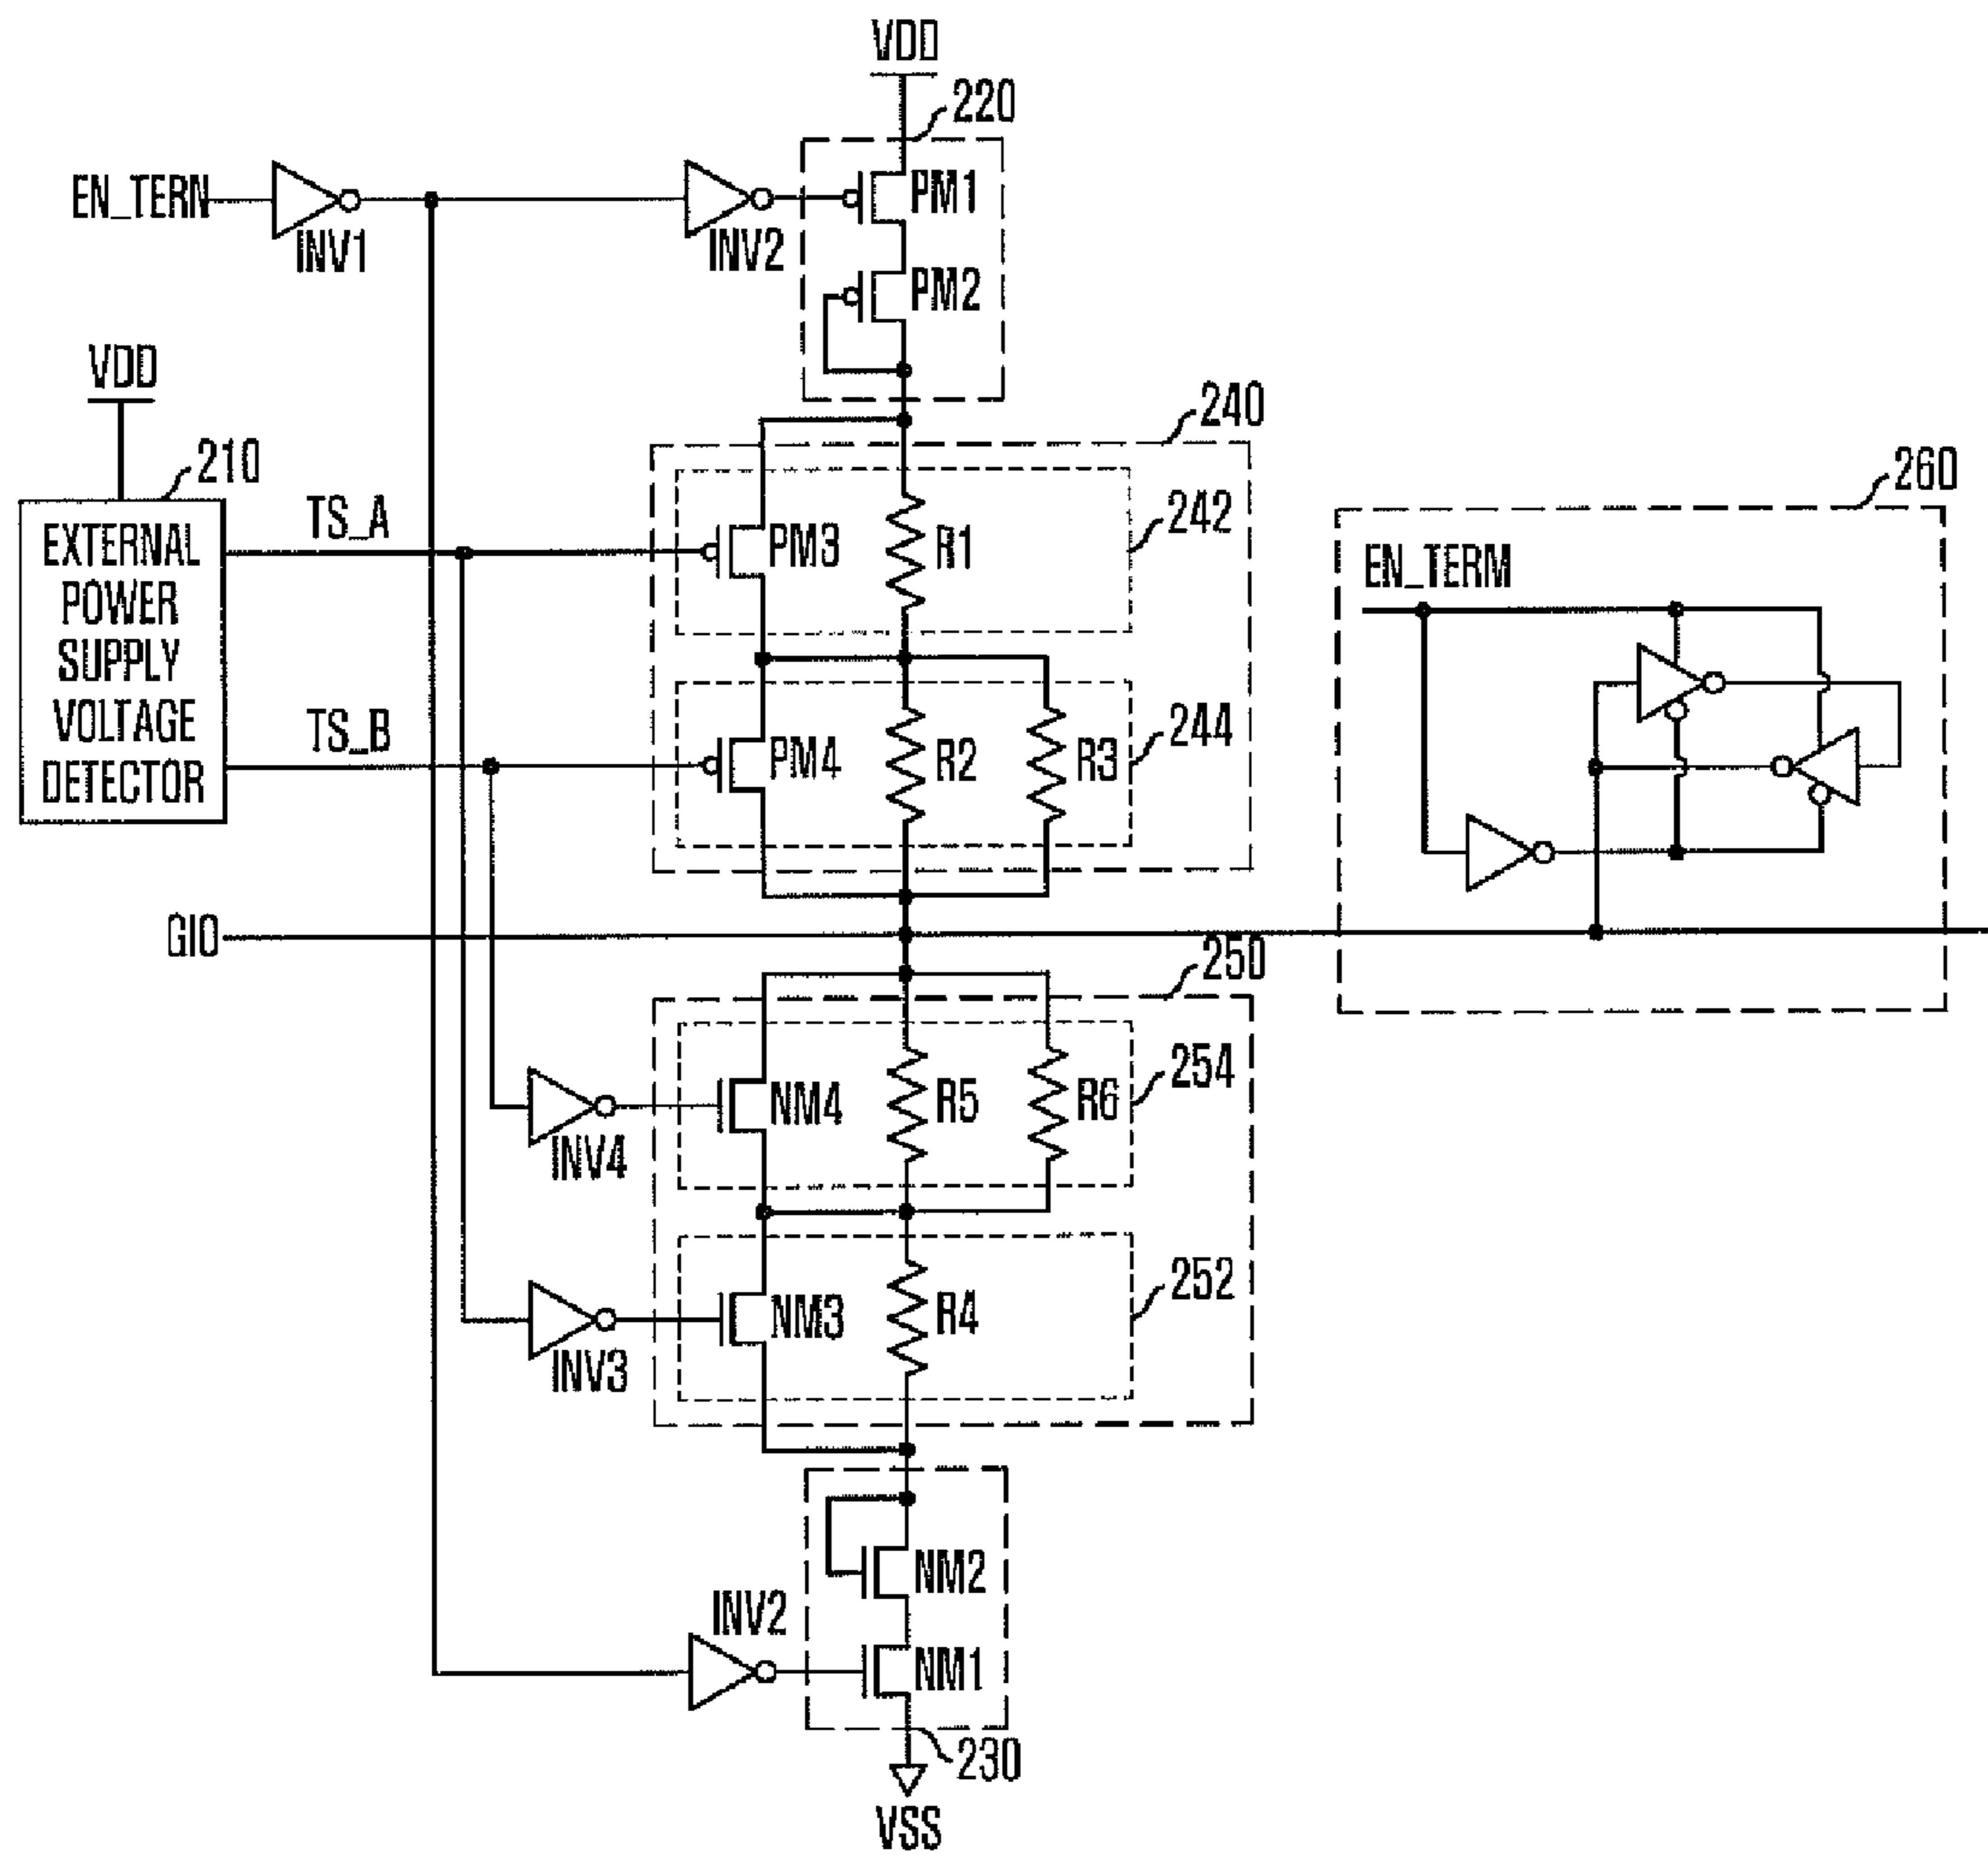 VDD
220
EN_TERN
INV1
INV2
PM1
PM2
VDD
210
EXTERNAL
POWER
SUPPLY
VOLTAGE
DETECTOR
TS_A
TS_B
240
242
PM3
R1
244
PM4
R2
R3
260
EN_TERM
GIO
250
254
NM4
R5
R6
INV4
252
NM3
R4
INV3
NM2
INV2
NM1
230
VSS